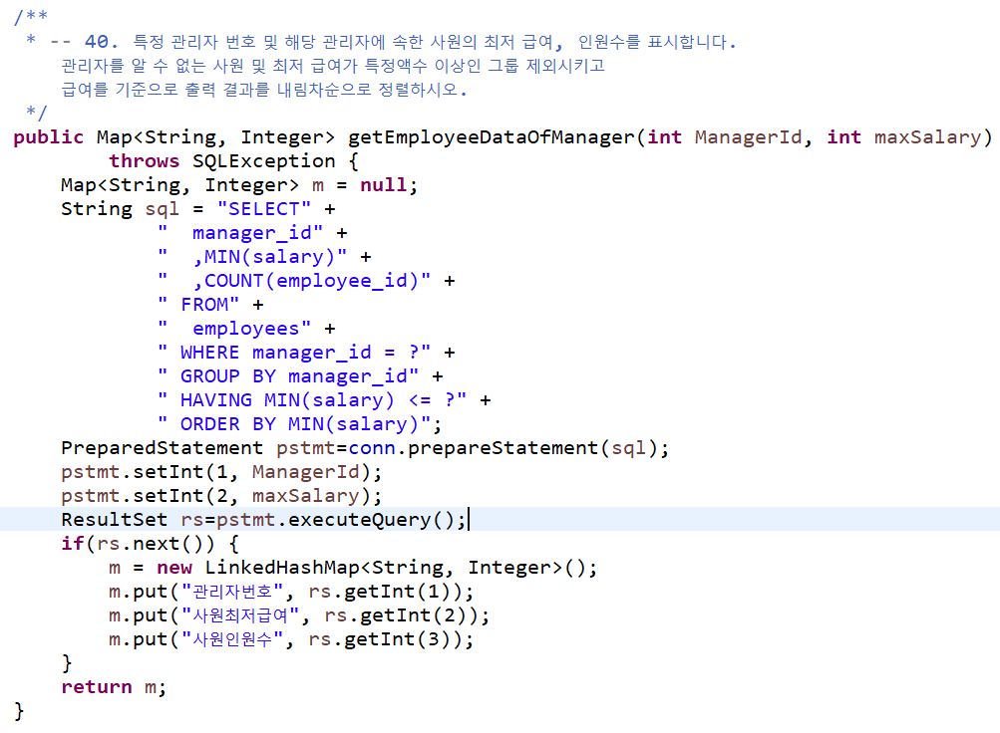 /**
 * -- 40. 특정 관리자 번호 및 해당 관리자에 속한 사원의 최저 급여, 인원수를 표시합니다.
    관리자를 알 수 없는 사원 및 최저 급여가 특정액수 이상인 그룹 제외시키고
    급여를 기준으로 출력 결과를 내림차순으로 정렬하시오.
 */
public Map<String, Integer> getEmployeeDataOfManager(int ManagerId, int maxSalary)
        throws SQLException {
    Map<String, Integer> m = null;
    String sql = "SELECT" +
            "  manager_id" +
            "  ,MIN(salary)" +
            "  ,COUNT(employee_id)" +
            " FROM" +
            "  employees" +
            " WHERE manager_id = ?" +
            " GROUP BY manager_id" +
            " HAVING MIN(salary) <= ?" +
            " ORDER BY MIN(salary)";
    PreparedStatement pstmt=conn.prepareStatement(sql);
    pstmt.setInt(1, ManagerId);
    pstmt.setInt(2, maxSalary);
    ResultSet rs=pstmt.executeQuery();
    if(rs.next()) {
        m = new LinkedHashMap<String, Integer>();
        m.put("관리자번호", rs.getInt(1));
        m.put("사원최저급여", rs.getInt(2));
        m.put("사원인원수", rs.getInt(3));
    }
    return m;
}